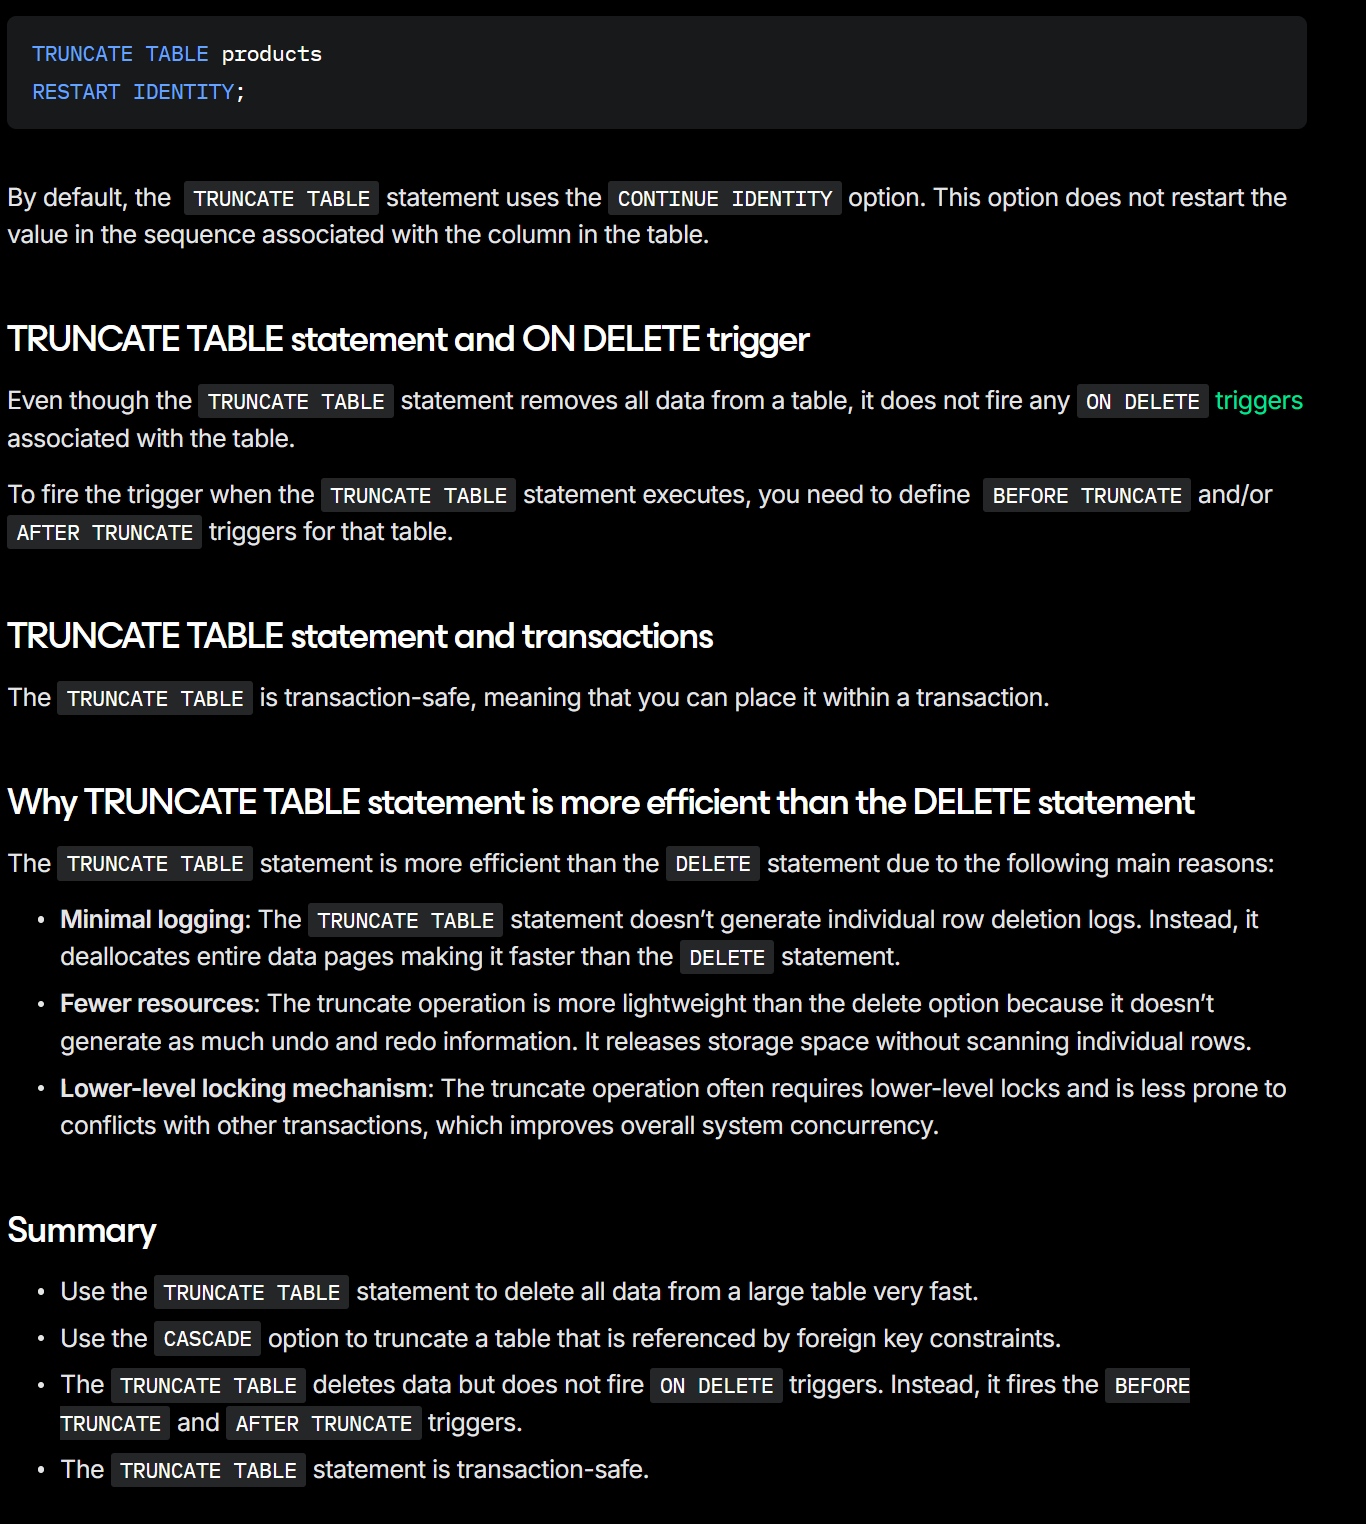 TRUNCATE TABLE products
RESTART IDENTITY;
By default, the TRUNCATE TABLE statement uses the CONTINUE IDENTITY option. This option does not restart the
value in the sequence associated with the column in the table.
TRUNCATE TABLE statement and ON DELETE trigger
Even though the TRUNCATE TABLE statement removes all data from a table, it does not fire any ON DELETE triggers
associated with the table.
To fire the trigger when the TRUNCATE TABLE statement executes, you need to define BEFORE TRUNCATE and/or
AFTER TRUNCATE triggers for that table.
TRUNCATE TABLE statement and transactions
The TRUNCATE TABLE is transaction-safe, meaning that you can place it within a transaction.
Why TRUNCATE TABLE statement is more efficient than the DELETE statement
The TRUNCATE TABLE statement is more efficient than the DELETE statement due to the following main reasons:
• Minimal logging: The TRUNCATE TABLE statement doesn’t generate individual row deletion logs. Instead, it
deallocates entire data pages making it faster than the DELETE statement.
• Fewer resources: The truncate operation is more lightweight than the delete option because it doesn’t
generate as much undo and redo information. It releases storage space without scanning individual rows.
• Lower-level locking mechanism: The truncate operation often requires lower-level locks and is less prone to
conflicts with other transactions, which improves overall system concurrency.
Summary
• Use the TRUNCATE TABLE statement to delete all data from a large table very fast.
• Use the CASCADE option to truncate a table that is referenced by foreign key constraints.
• The TRUNCATE TABLE deletes data but does not fire ON DELETE triggers. Instead, it fires the BEFORE
TRUNCATE and AFTER TRUNCATE triggers.
• The TRUNCATE TABLE statement is transaction-safe.